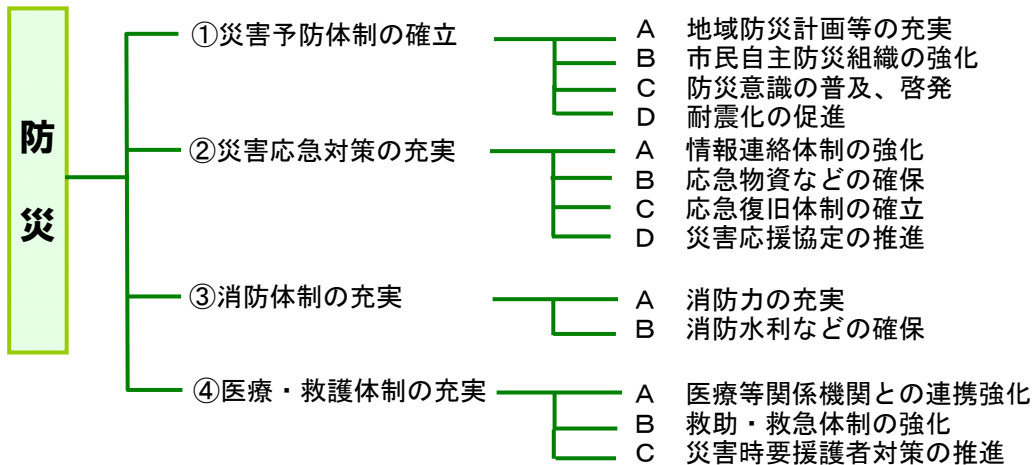 防災
①災害予防体制の確立
A 地域防災計画等の充実
B 市民自主防災組織の強化
C 防災意識の普及、啓発
D 耐震化の促進
②災害応急対策の充実
A 情報連絡体制の強化
B 応急物資などの確保
C 応急復旧体制の確立
D 災害応援協定の推進
③消防体制の充実
A 消防力の充実
B 消防水利などの確保
④医療・救護体制の充実
A 医療等関係機関との連携強化
B 救助・救急体制の強化
C 災害時要援護者対策の推進